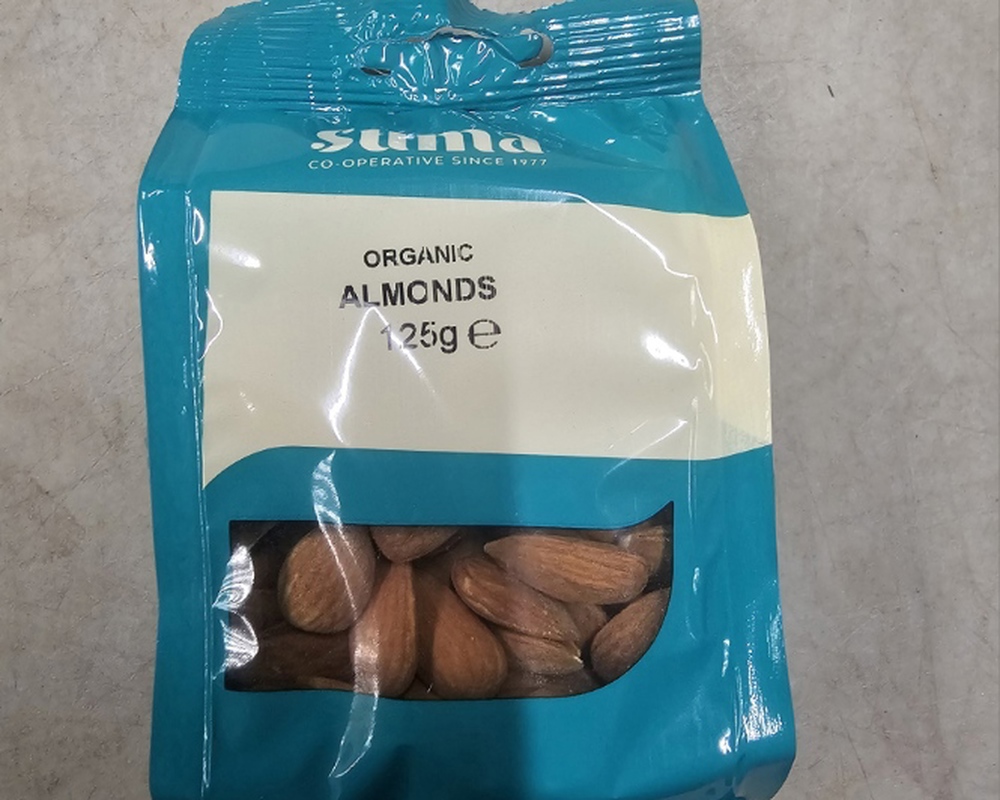 suma
CO-OPERATIVE SINCE 1977
ORGANIC
ALMONDS
125g ℮